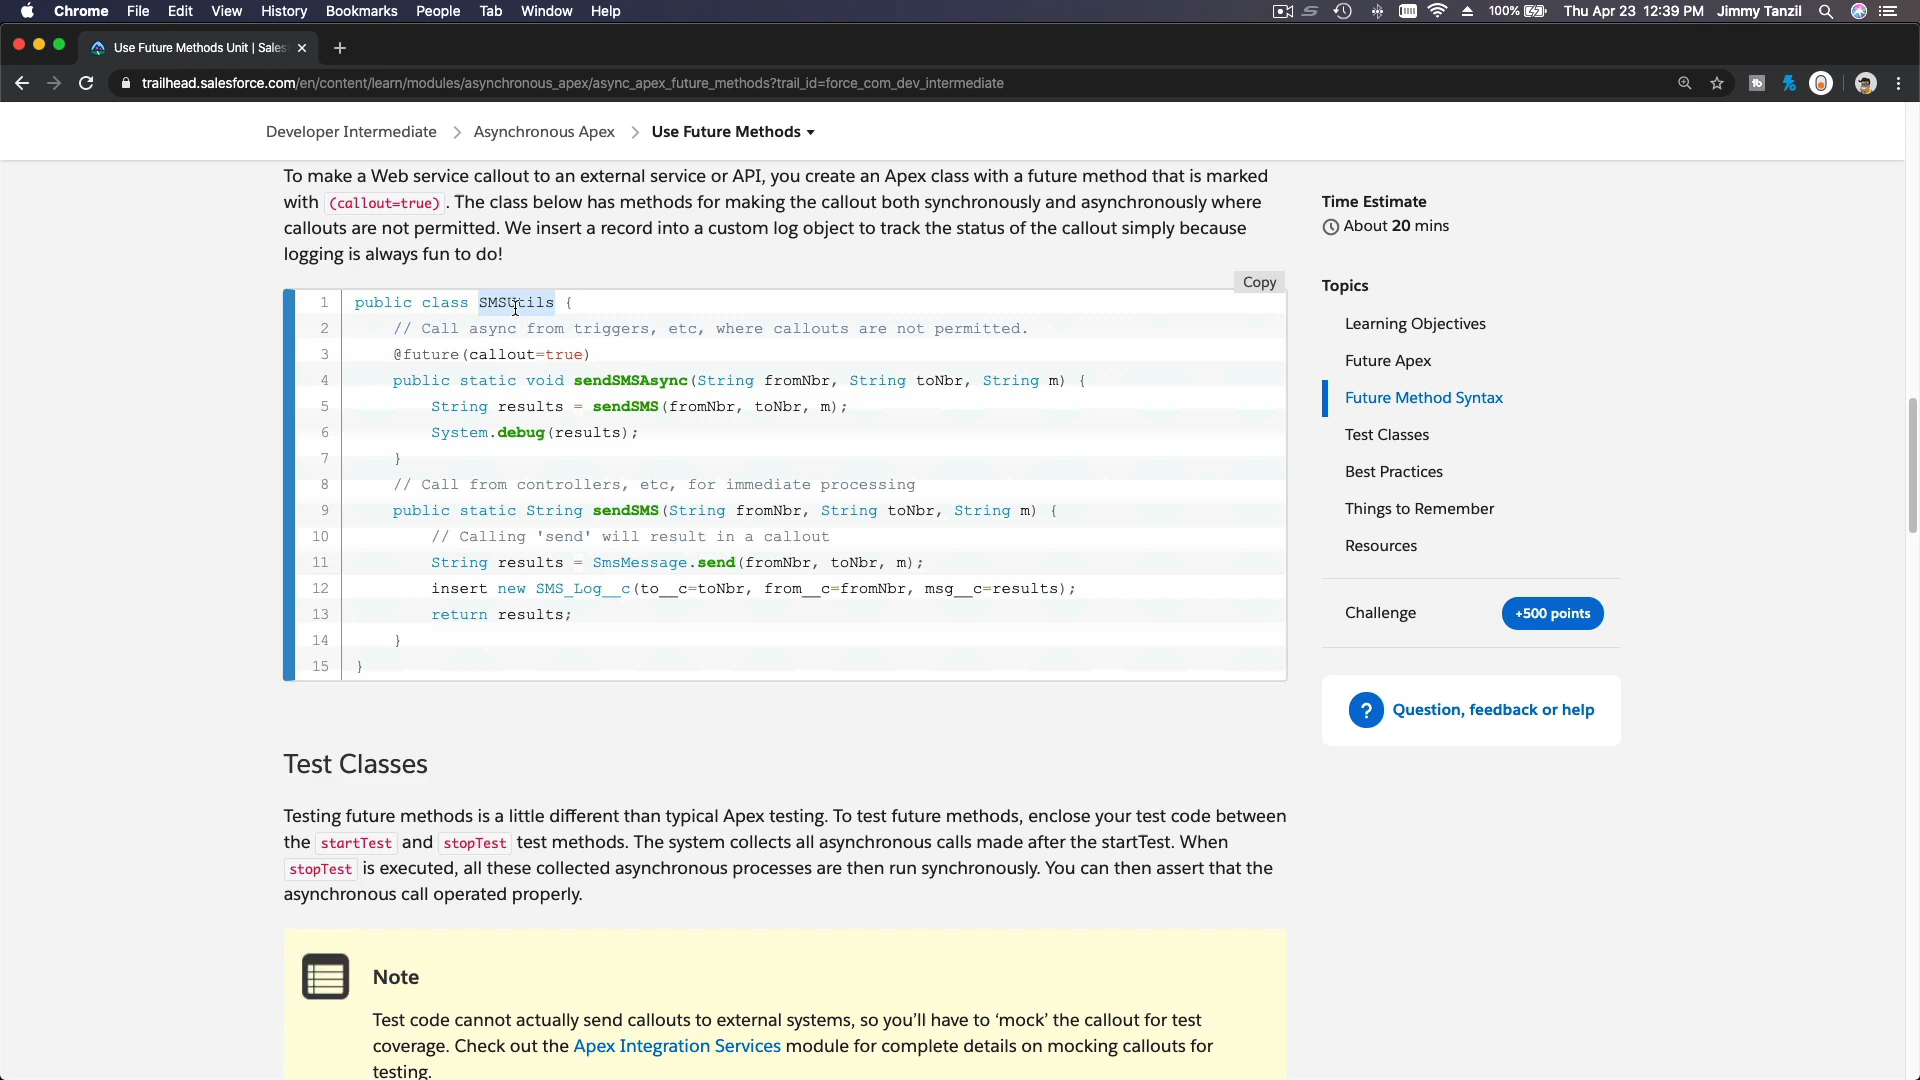 Chrome File Edit View History Bookmarks People Tab Window Help 100% Thu Apr 23 12:39 PM Jimmy Tanzil
Use Future Methods Unit | Sales
trailhead.salesforce.com/en/content/learn/modules/asynchronous_apex/async_apex_future_methods?trail_id=force_com_dev_intermediate
Developer Intermediate > Asynchronous Apex > Use Future Methods
To make a Web service callout to an external service or API, you create an Apex class with a future method that is marked
with (callout=true). The class below has methods for making the callout both synchronously and asynchronously where
callouts are not permitted. We insert a record into a custom log object to track the status of the callout simply because
logging is always fun to do!
Copy
1 public class SMSUtils {
2 // Call async from triggers, etc, where callouts are not permitted.
3 @future(callout=true)
4 public static void sendSMSAsync(String fromNbr, String toNbr, String m) {
5 String results = sendSMS(fromNbr, toNbr, m);
6 System.debug(results);
7 }
8 // Call from controllers, etc, for immediate processing
9 public static String sendSMS(String fromNbr, String toNbr, String m) {
10 // Calling 'send' will result in a callout
11 String results = SmsMessage.send(fromNbr, toNbr, m);
12 insert new SMS_Log__c(to__c=toNbr, from__c=fromNbr, msg__c=results);
13 return results;
14 }
15 }
Test Classes
Testing future methods is a little different than typical Apex testing. To test future methods, enclose your test code between
the startTest and stopTest test methods. The system collects all asynchronous calls made after the startTest. When
stopTest is executed, all these collected asynchronous processes are then run synchronously. You can then assert that the
asynchronous call operated properly.
Note
Test code cannot actually send callouts to external systems, so you’ll have to ‘mock’ the callout for test
coverage. Check out the Apex Integration Services module for complete details on mocking callouts for
testing.
Time Estimate
About 20 mins
Topics
Learning Objectives
Future Apex
Future Method Syntax
Test Classes
Best Practices
Things to Remember
Resources
Challenge +500 points
? Question, feedback or help